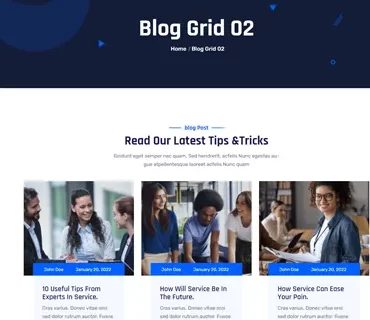 Blog Grid 02
Home / Blog Grid 02
blog Post
Read Our Latest Tips &Tricks
Dcidunt eget semper nec quam. Sed hendrerit, acfelis Nunc egestas au-
gue atpellentesque laoreet acfelis Nunc quam
John Doe January 20, 2022
John Doe January 20, 2022
John Doe January 20, 2022
10 Useful Tips From
Experts In Service.
How Will Service Be In
The Future.
How Service Can Ease
Your Pain.
Cras varius. Donec vitae nisi
sed dolor rutrum auctor. Fusce
Cras varius. Donec vitae nisi
sed dolor rutrum auctor. Fusce
Cras varius. Donec vitae nisi
sed dolor rutrum auctor. Fusce